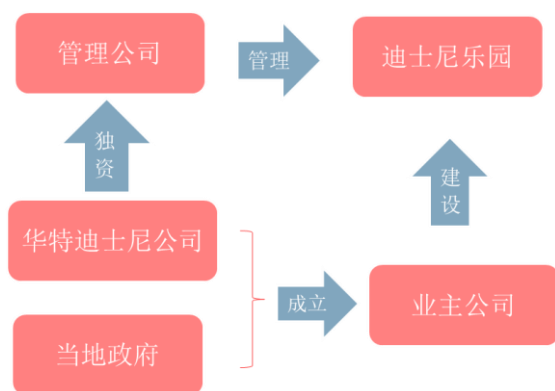 管理公司
管理
迪士尼乐园
独
资
建
设
华特迪士尼公司
成立
业主公司
当地政府